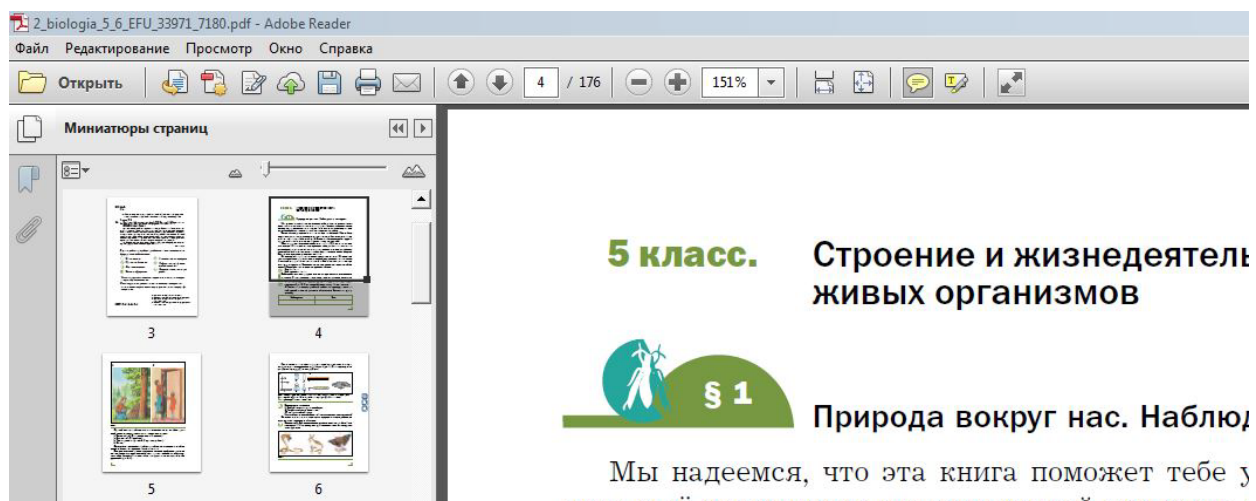 2_biologia_5_6_EFU_33971_7180.pdf - Adobe Reader
Файл Редактирование Просмотр Окно Справка
Открыть 4 / 176 151%
Миниатюры страниц
3 4
5 6
5 класс. Строение и жизнедеятель
живых организмов
§ 1
Природа вокруг нас. Наблюд
Мы надеемся, что эта книга поможет тебе у